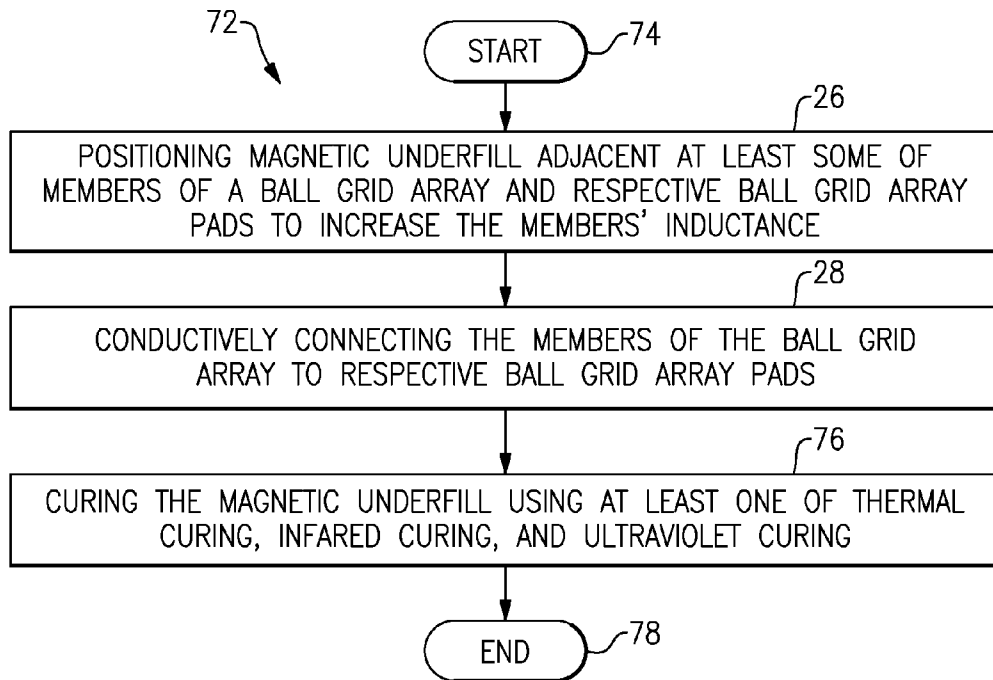 72
START
74
26
POSITIONING MAGNETIC UNDERFILL ADJACENT AT LEAST SOME OF
MEMBERS OF A BALL GRID ARRAY AND RESPECTIVE BALL GRID ARRAY
PADS TO INCREASE THE MEMBERS' INDUCTANCE
28
CONDUCTIVELY CONNECTING THE MEMBERS OF THE BALL GRID
ARRAY TO RESPECTIVE BALL GRID ARRAY PADS
76
CURING THE MAGNETIC UNDERFILL USING AT LEAST ONE OF THERMAL
CURING, INFARED CURING, AND ULTRAVIOLET CURING
END
78